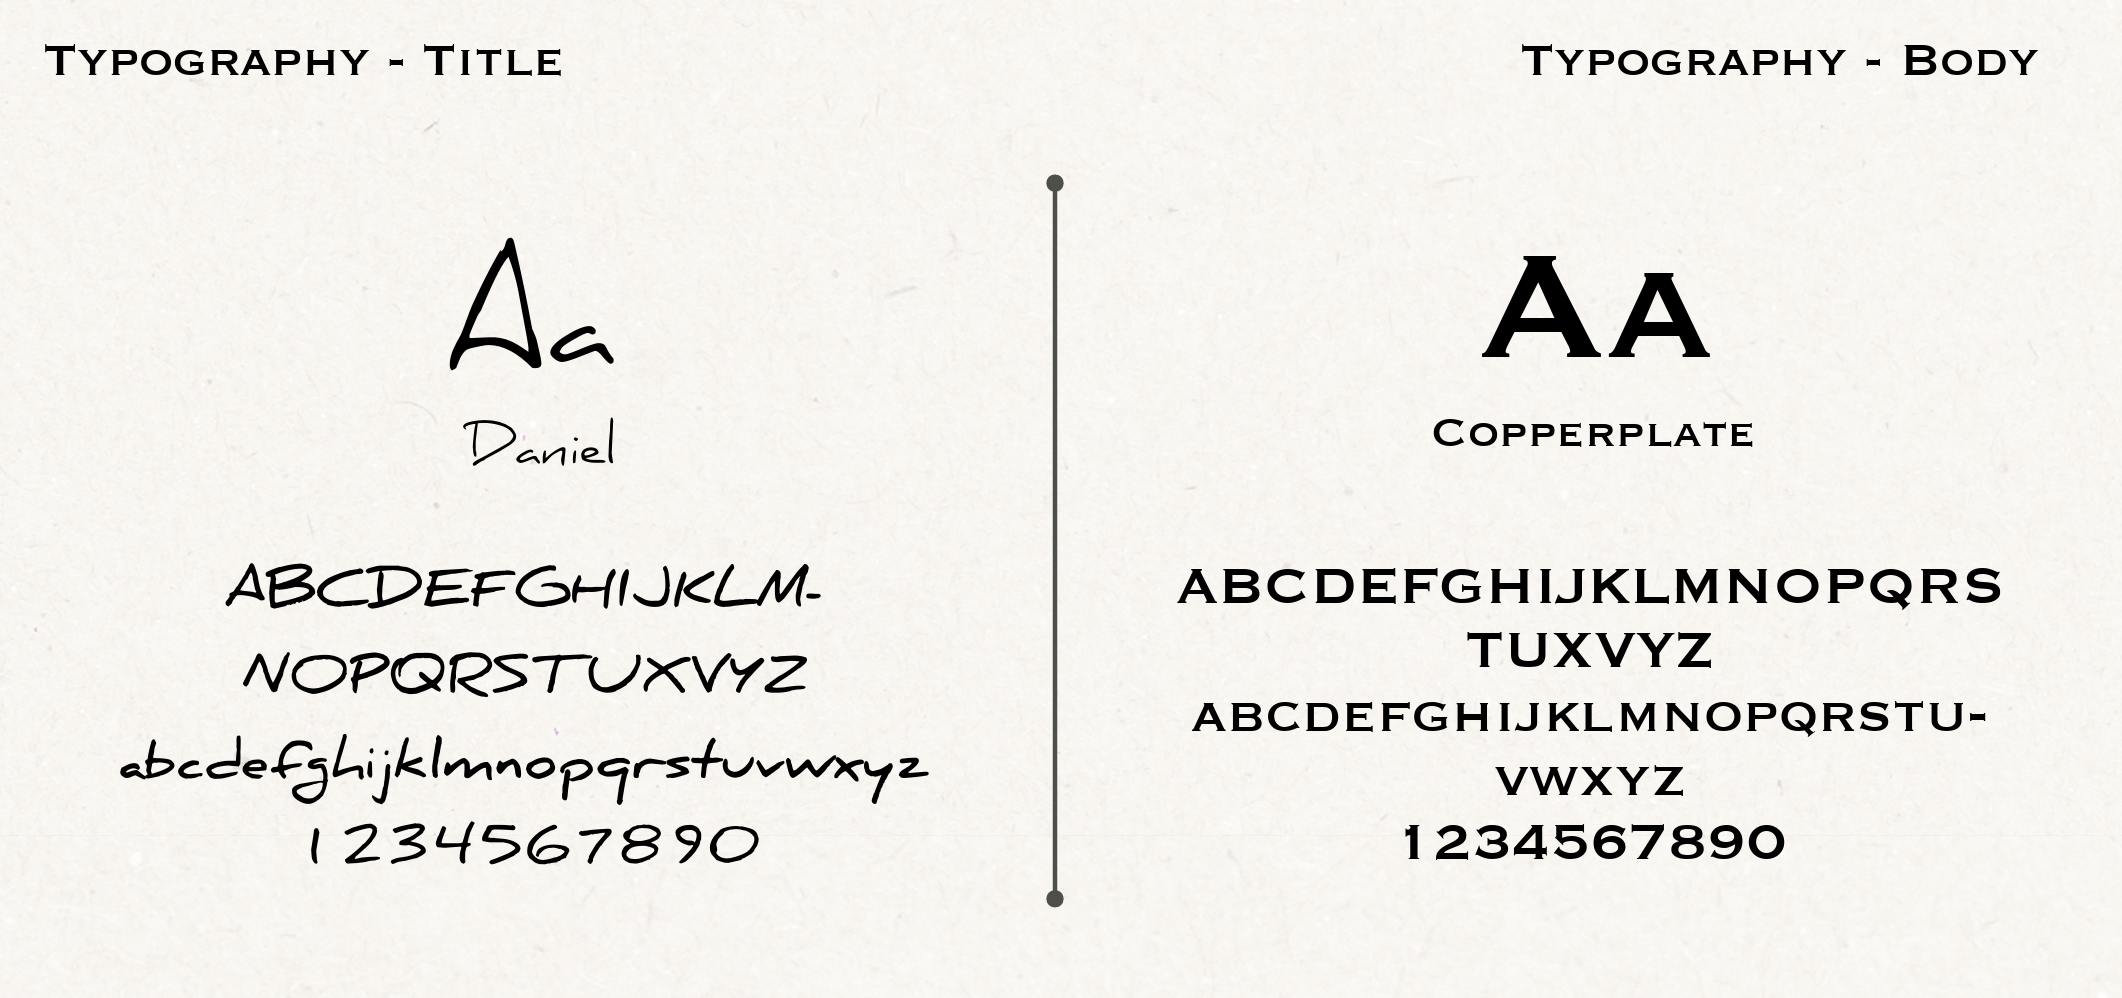 Typography - Title
Aa
Daniel
ABCDEFGHIJKLM-
NOPQRSTUXVYZ
abcdefghijklmnopqrstuvwxyz
1234567890
Typography - Body
Aa
Copperplate
ABCDEFGHIJKLMNOPQRS
TUXVYZ
abcdefghijklmnopqrstu-
vwxyz
1234567890